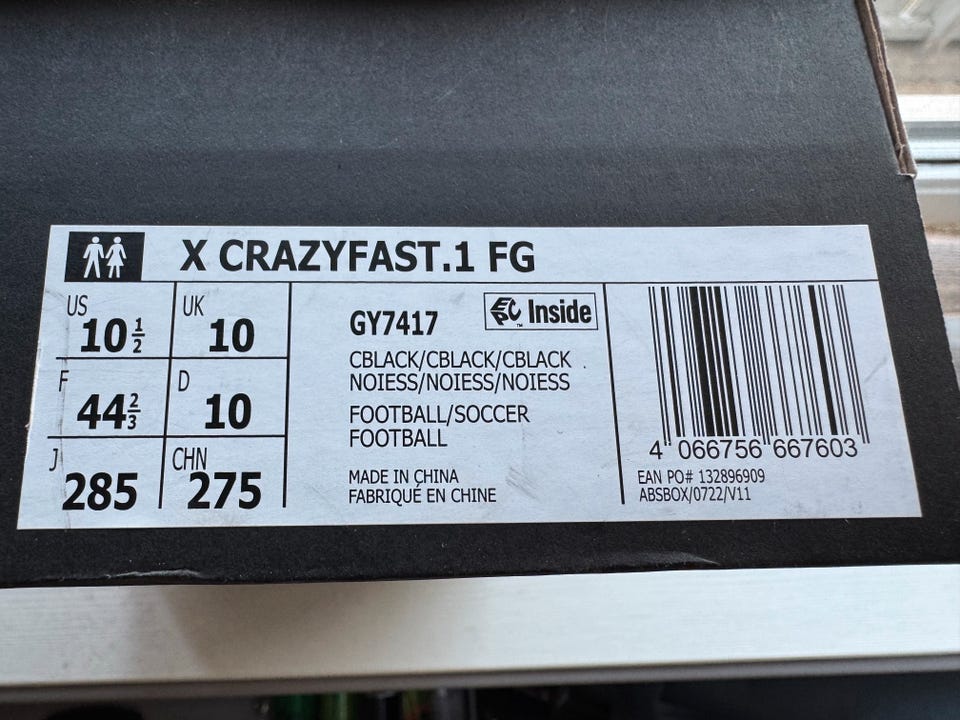 X CRAZYFAST.1 FG
US
10 1/2
UK
10
F
44 2/3
D
10
J
285
CHN
275
GY7417
EPC Inside
™
CBLACK/CBLACK/CBLACK
NOIESS/NOIESS/NOIESS
FOOTBALL/SOCCER
FOOTBALL
MADE IN CHINA
FABRIQUÉ EN CHINE
4 066756 667603
EAN PO# 132896909
ABSBOX/0722/V11